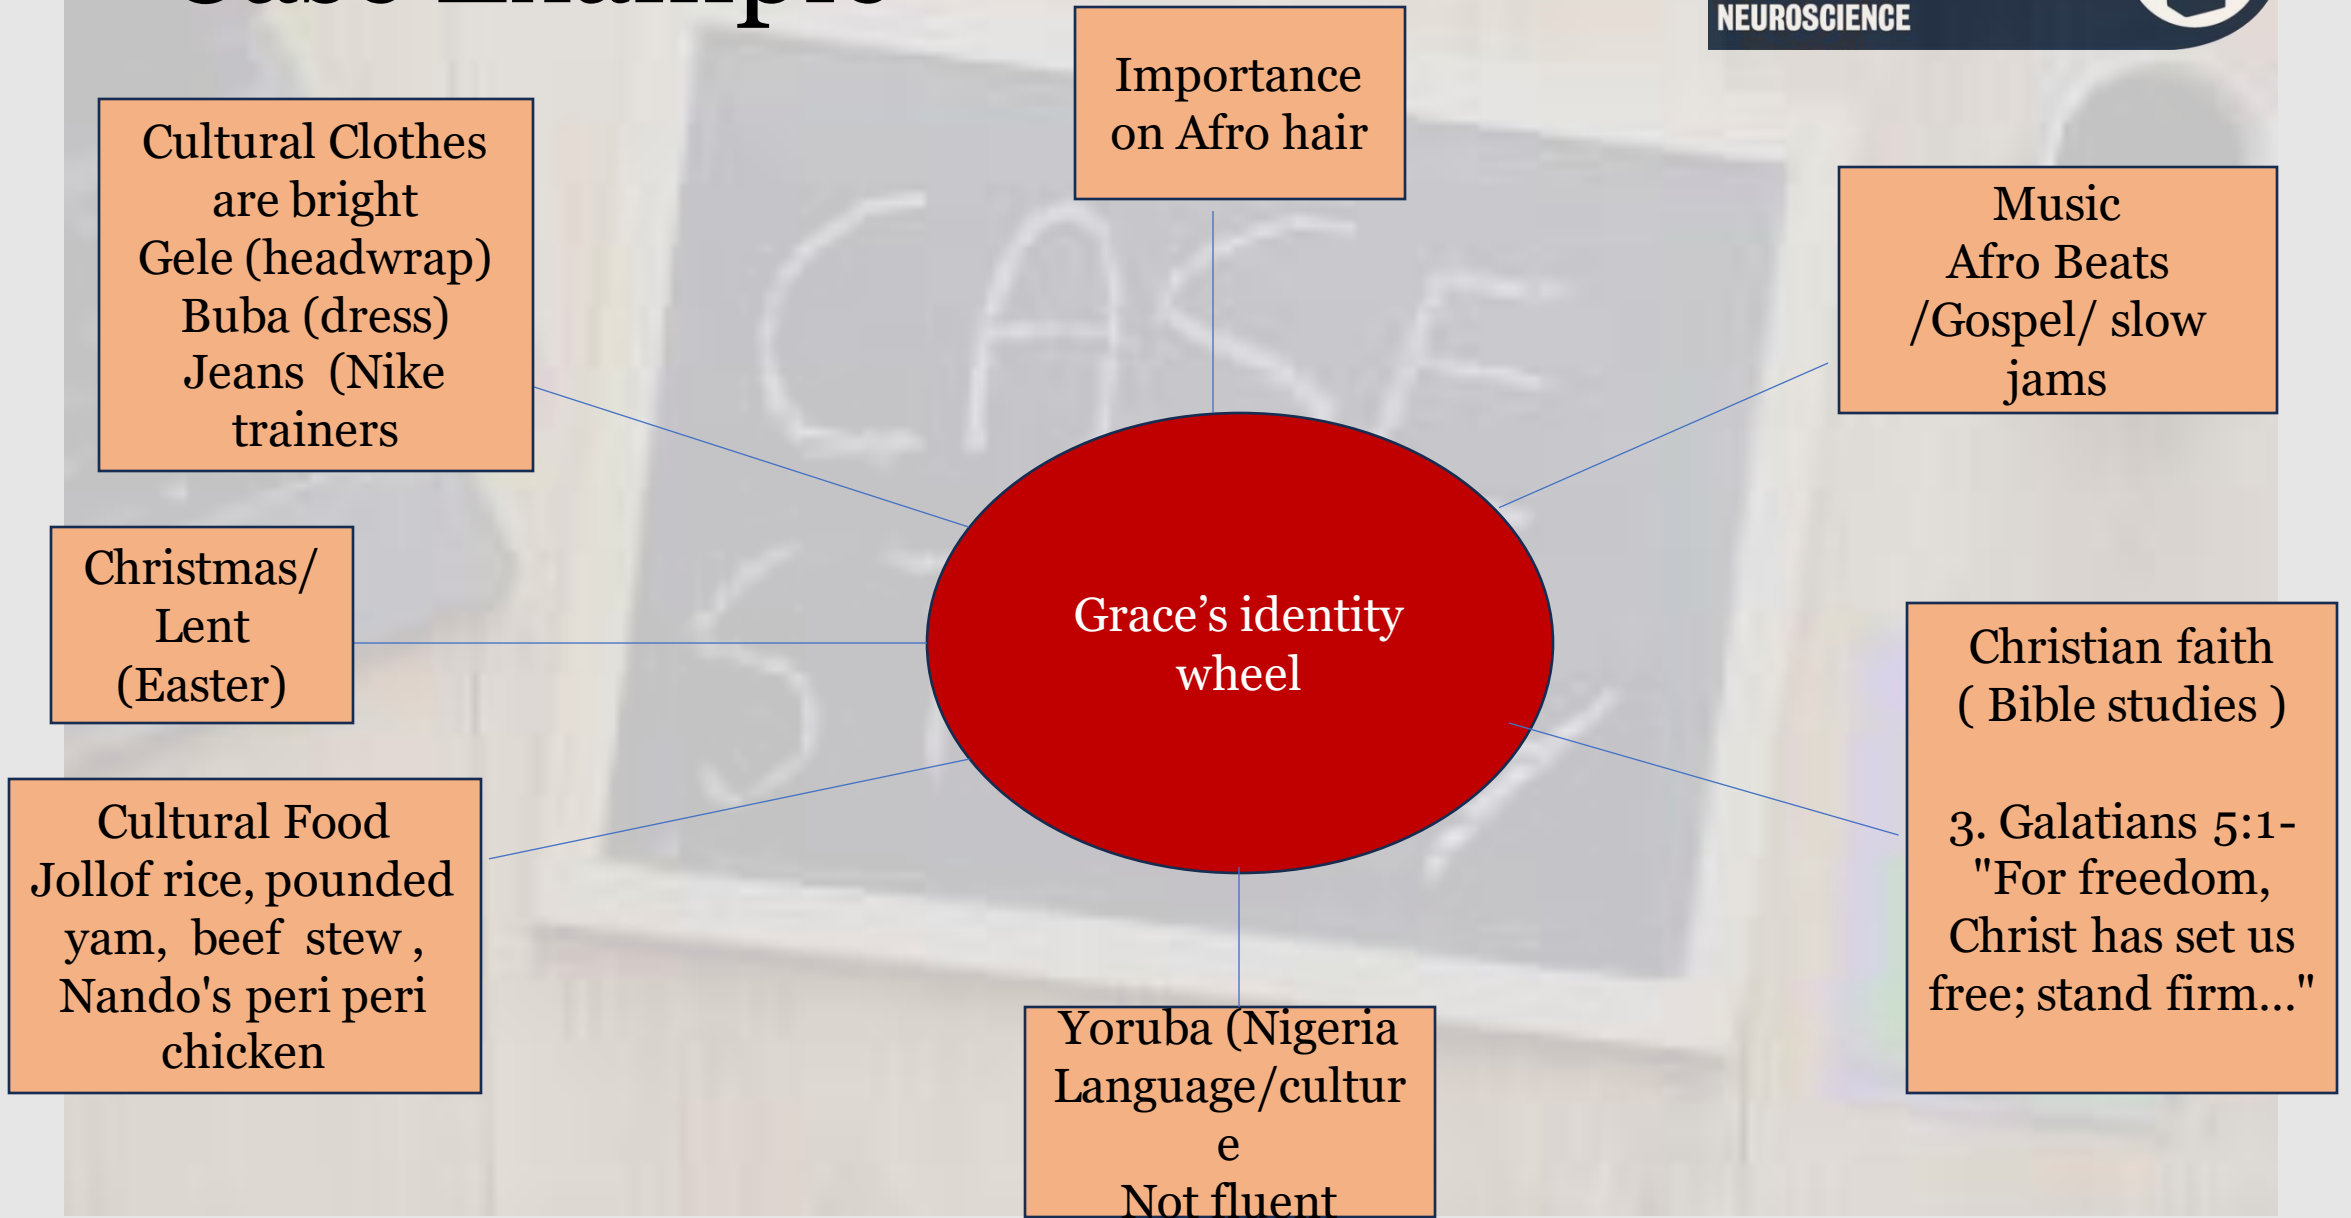 Case Example
NEUROSCIENCE
Importance
on Afro hair
Cultural Clothes
are bright
Gele (headwrap)
Buba (dress)
Jeans  (Nike
trainers
Music
Afro Beats
/Gospel/ slow
jams
CASE
Christmas/
Lent
(Easter)
Grace’s identity
wheel
Christian faith
( Bible studies )
3. Galatians 5:1-
"For freedom,
Christ has set us
free; stand firm..."
Cultural Food
Jollof rice, pounded
yam,  beef  stew ,
Nando's peri peri
chicken
Yoruba (Nigeria
Language/cultur
e
Not fluent